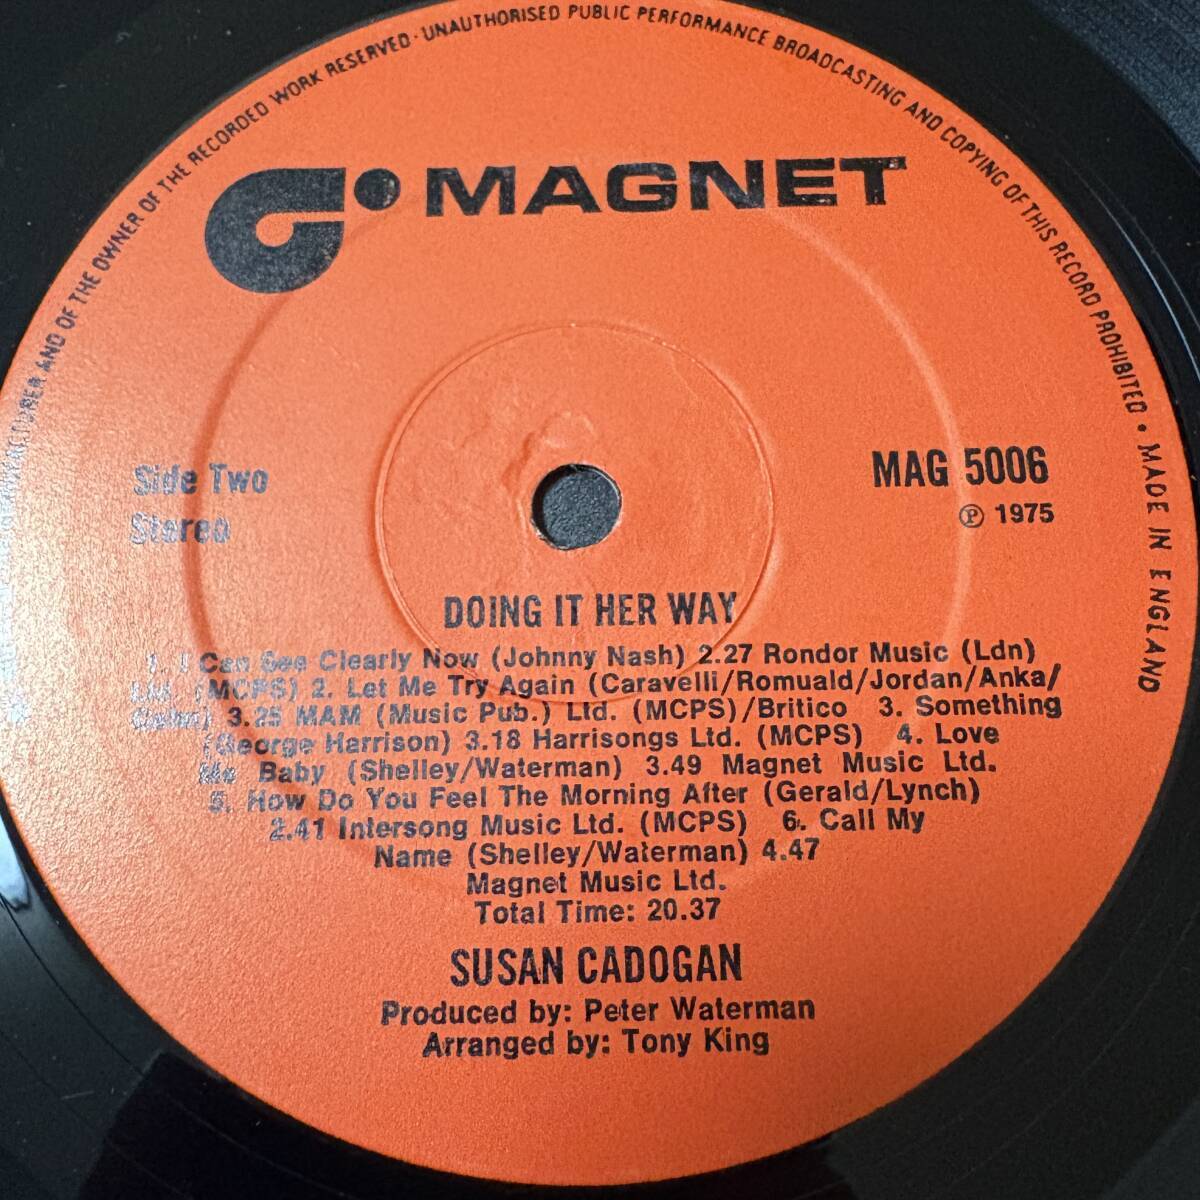 MANUFACTURER AND OF THE OWNER OF THE RECORDED WORK RESERVED · UNAUTHORISED PUBLIC PERFORMANCE BROADCASTING AND COPYING OF THIS RECORD PROHIBITED • MADE IN ENGLAND
MAGNET
Side Two
Stereo
MAG 5006
℗ 1975
DOING IT HER WAY
1. I Can See Clearly Now (Johnny Nash) 2.27 Rondor Music (Ldn)
Ltd. (MCPS) 2. Let Me Try Again (Caravelli/Romuald/Jordan/Anka/
Cahn) 3.25 MAM (Music Pub.) Ltd. (MCPS)/Britico 3. Something
(George Harrison) 3.18 Harrisongs Ltd. (MCPS) 4. Love
Me Baby (Shelley/Waterman) 3.49 Magnet Music Ltd.
5. How Do You Feel The Morning After (Gerald/Lynch)
2.41 Intersong Music Ltd. (MCPS) 6. Call My
Name (Shelley/Waterman) 4.47
Magnet Music Ltd.
Total Time: 20.37
SUSAN CADOGAN
Produced by: Peter Waterman
Arranged by: Tony King